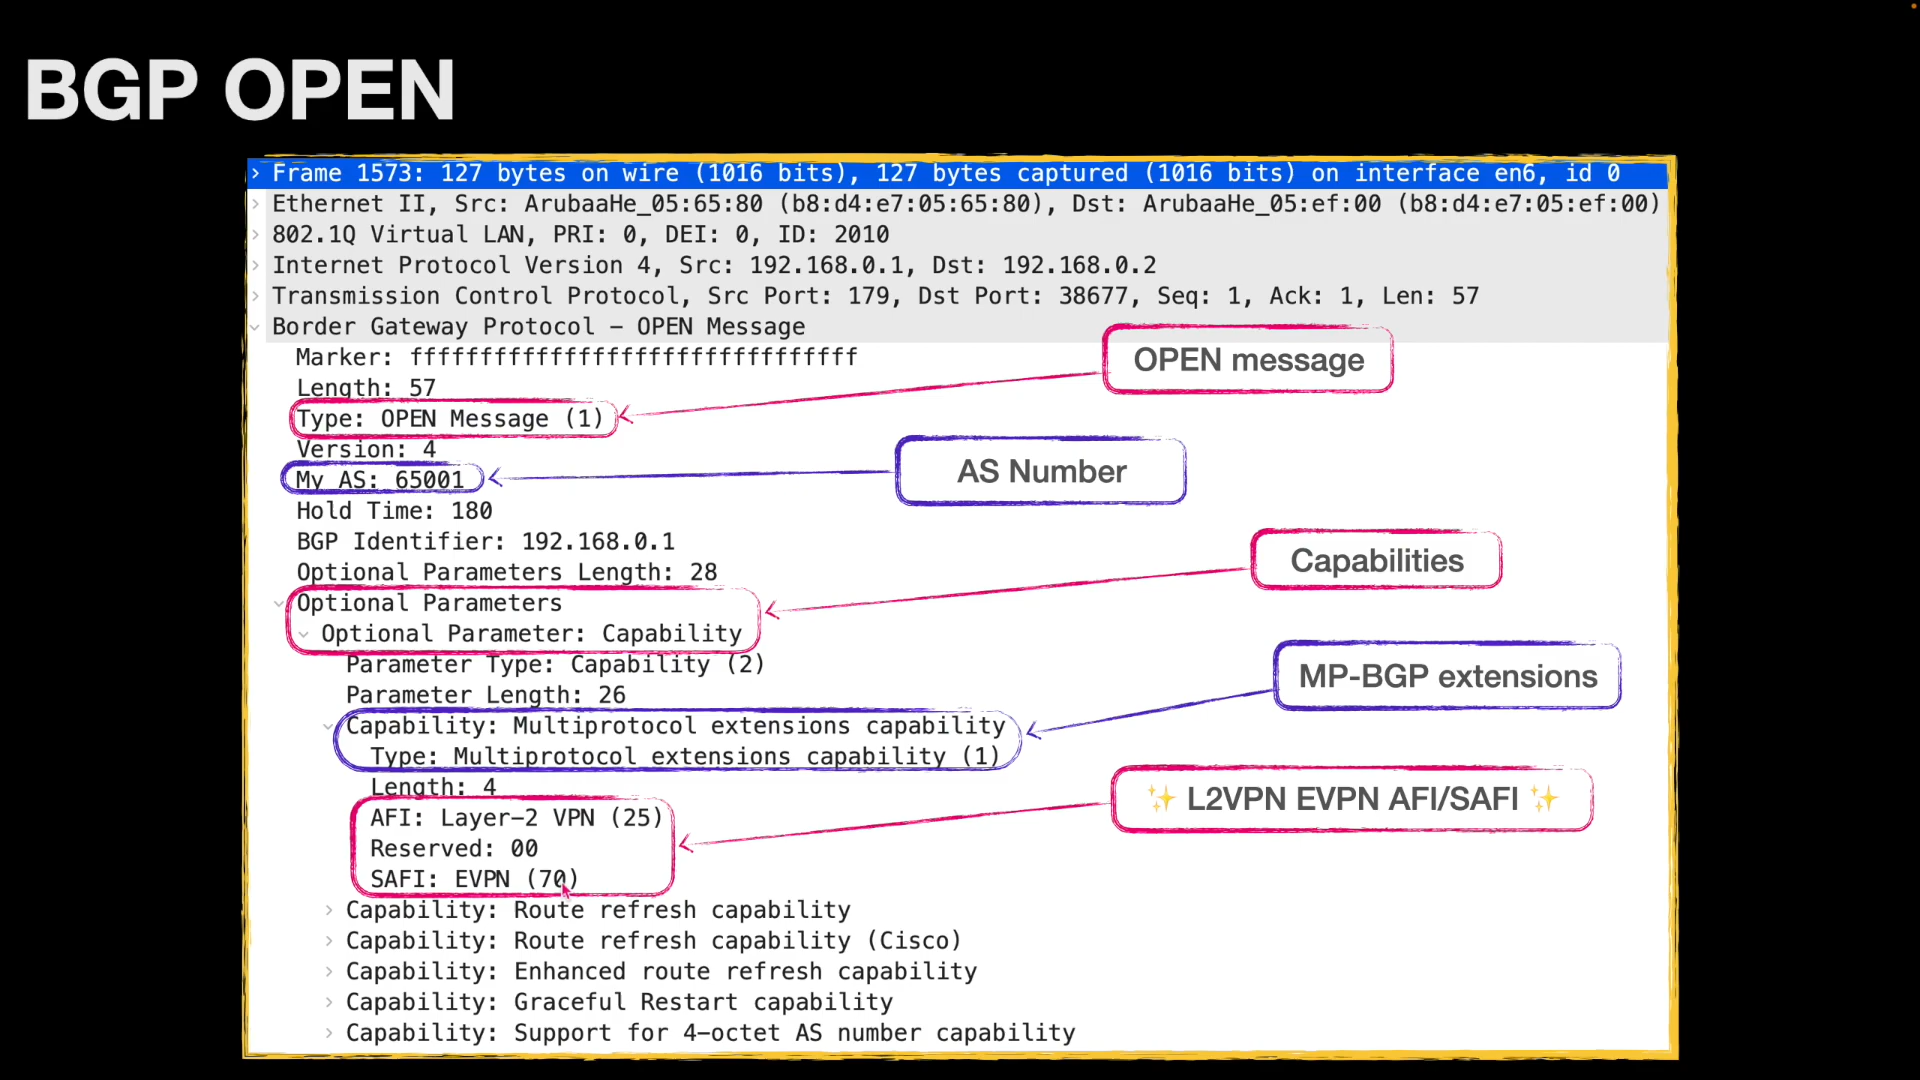 BGP OPEN
Frame 1573: 127 bytes on wire (1016 bits), 127 bytes captured (1016 bits) on interface en6, id 0
Ethernet II, Src: ArubaaHe_05:65:80 (b8:d4:e7:05:65:80), Dst: ArubaaHe_05:ef:00 (b8:d4:e7:05:ef:00)
802.1Q Virtual LAN, PRI: 0, DEI: 0, ID: 2010
Internet Protocol Version 4, Src: 192.168.0.1, Dst: 192.168.0.2
Transmission Control Protocol, Src Port: 179, Dst Port: 38677, Seq: 1, Ack: 1, Len: 57
Border Gateway Protocol – OPEN Message
Marker: ffffffffffffffffffffffffffffffff
OPEN message
Length: 57
Type: OPEN Message (1)
Version: 4
My AS: 65001
AS Number
Hold Time: 180
BGP Identifier: 192.168.0.1
Capabilities
Optional Parameters Length: 28
Optional Parameters
Optional Parameter: Capability
Parameter Type: Capability (2)
MP-BGP extensions
Parameter Length: 26
Capability: Multiprotocol extensions capability
Type: Multiprotocol extensions capability (1)
Length: 4
✨ L2VPN EVPN AFI/SAFI ✨
AFI: Layer–2 VPN (25)
Reserved: 00
SAFI: EVPN (70)
Capability: Route refresh capability
Capability: Route refresh capability (Cisco)
Capability: Enhanced route refresh capability
Capability: Graceful Restart capability
Capability: Support for 4–octet AS number capability